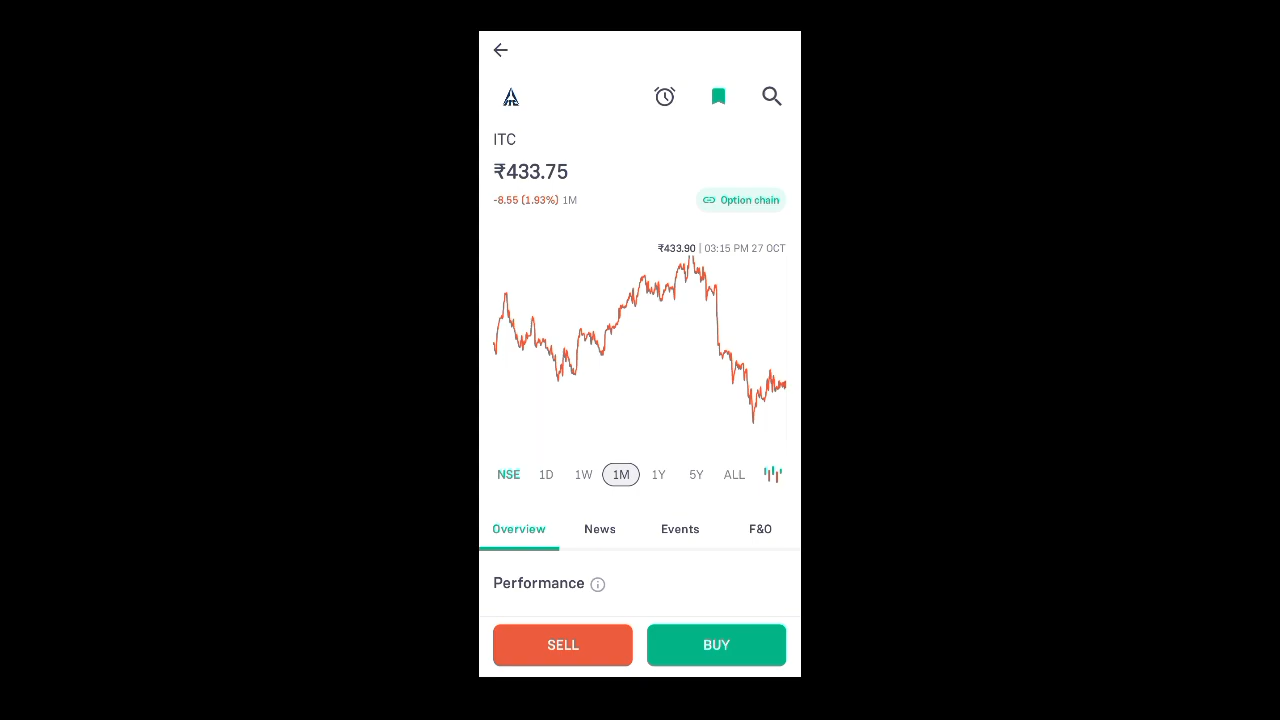 ITC
ITC
₹433.75
-8.55 (1.93%) 1M
Option chain
₹433.90 | 03:15 PM 27 OCT
NSE 1D 1W 1M 1Y 5Y ALL
Overview News Events F&O
Performance
SELL BUY